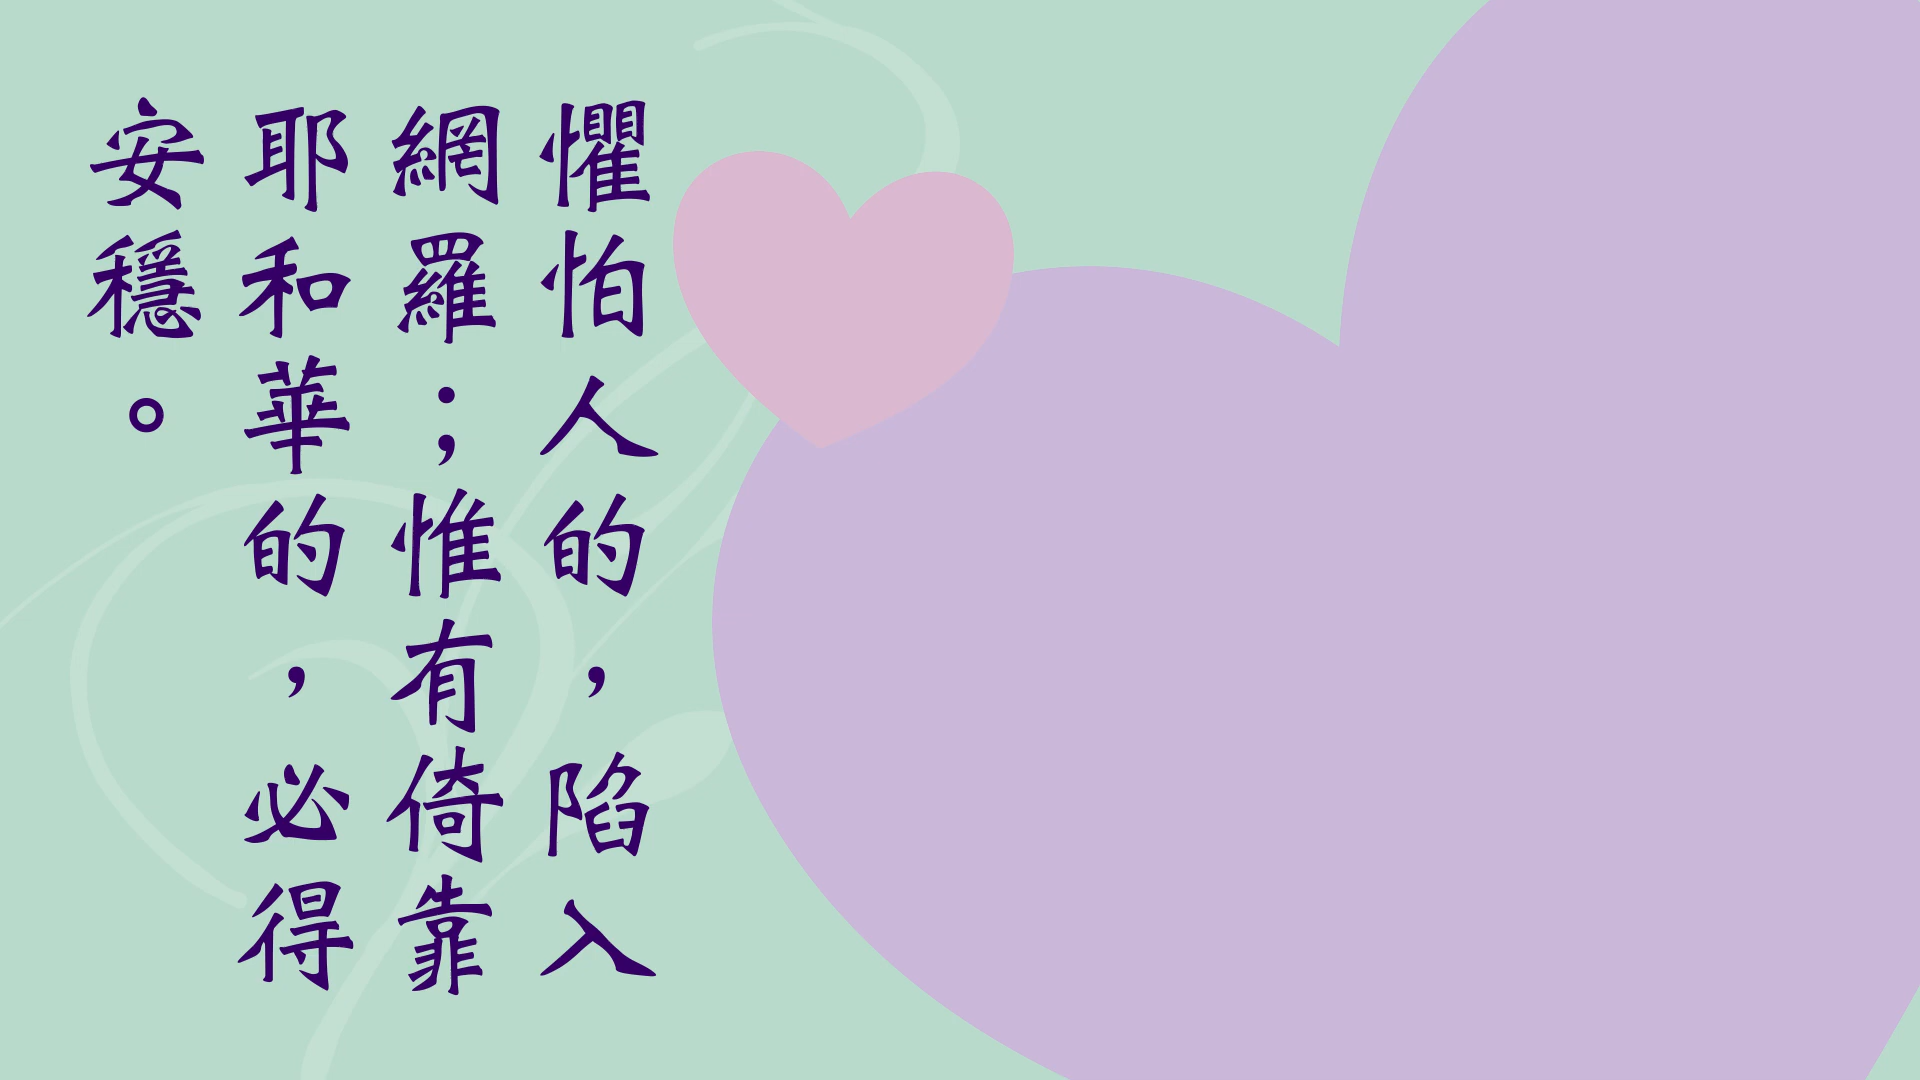 懼怕人的，陷入
網羅；惟有倚靠
耶和華的，必得
安穩。